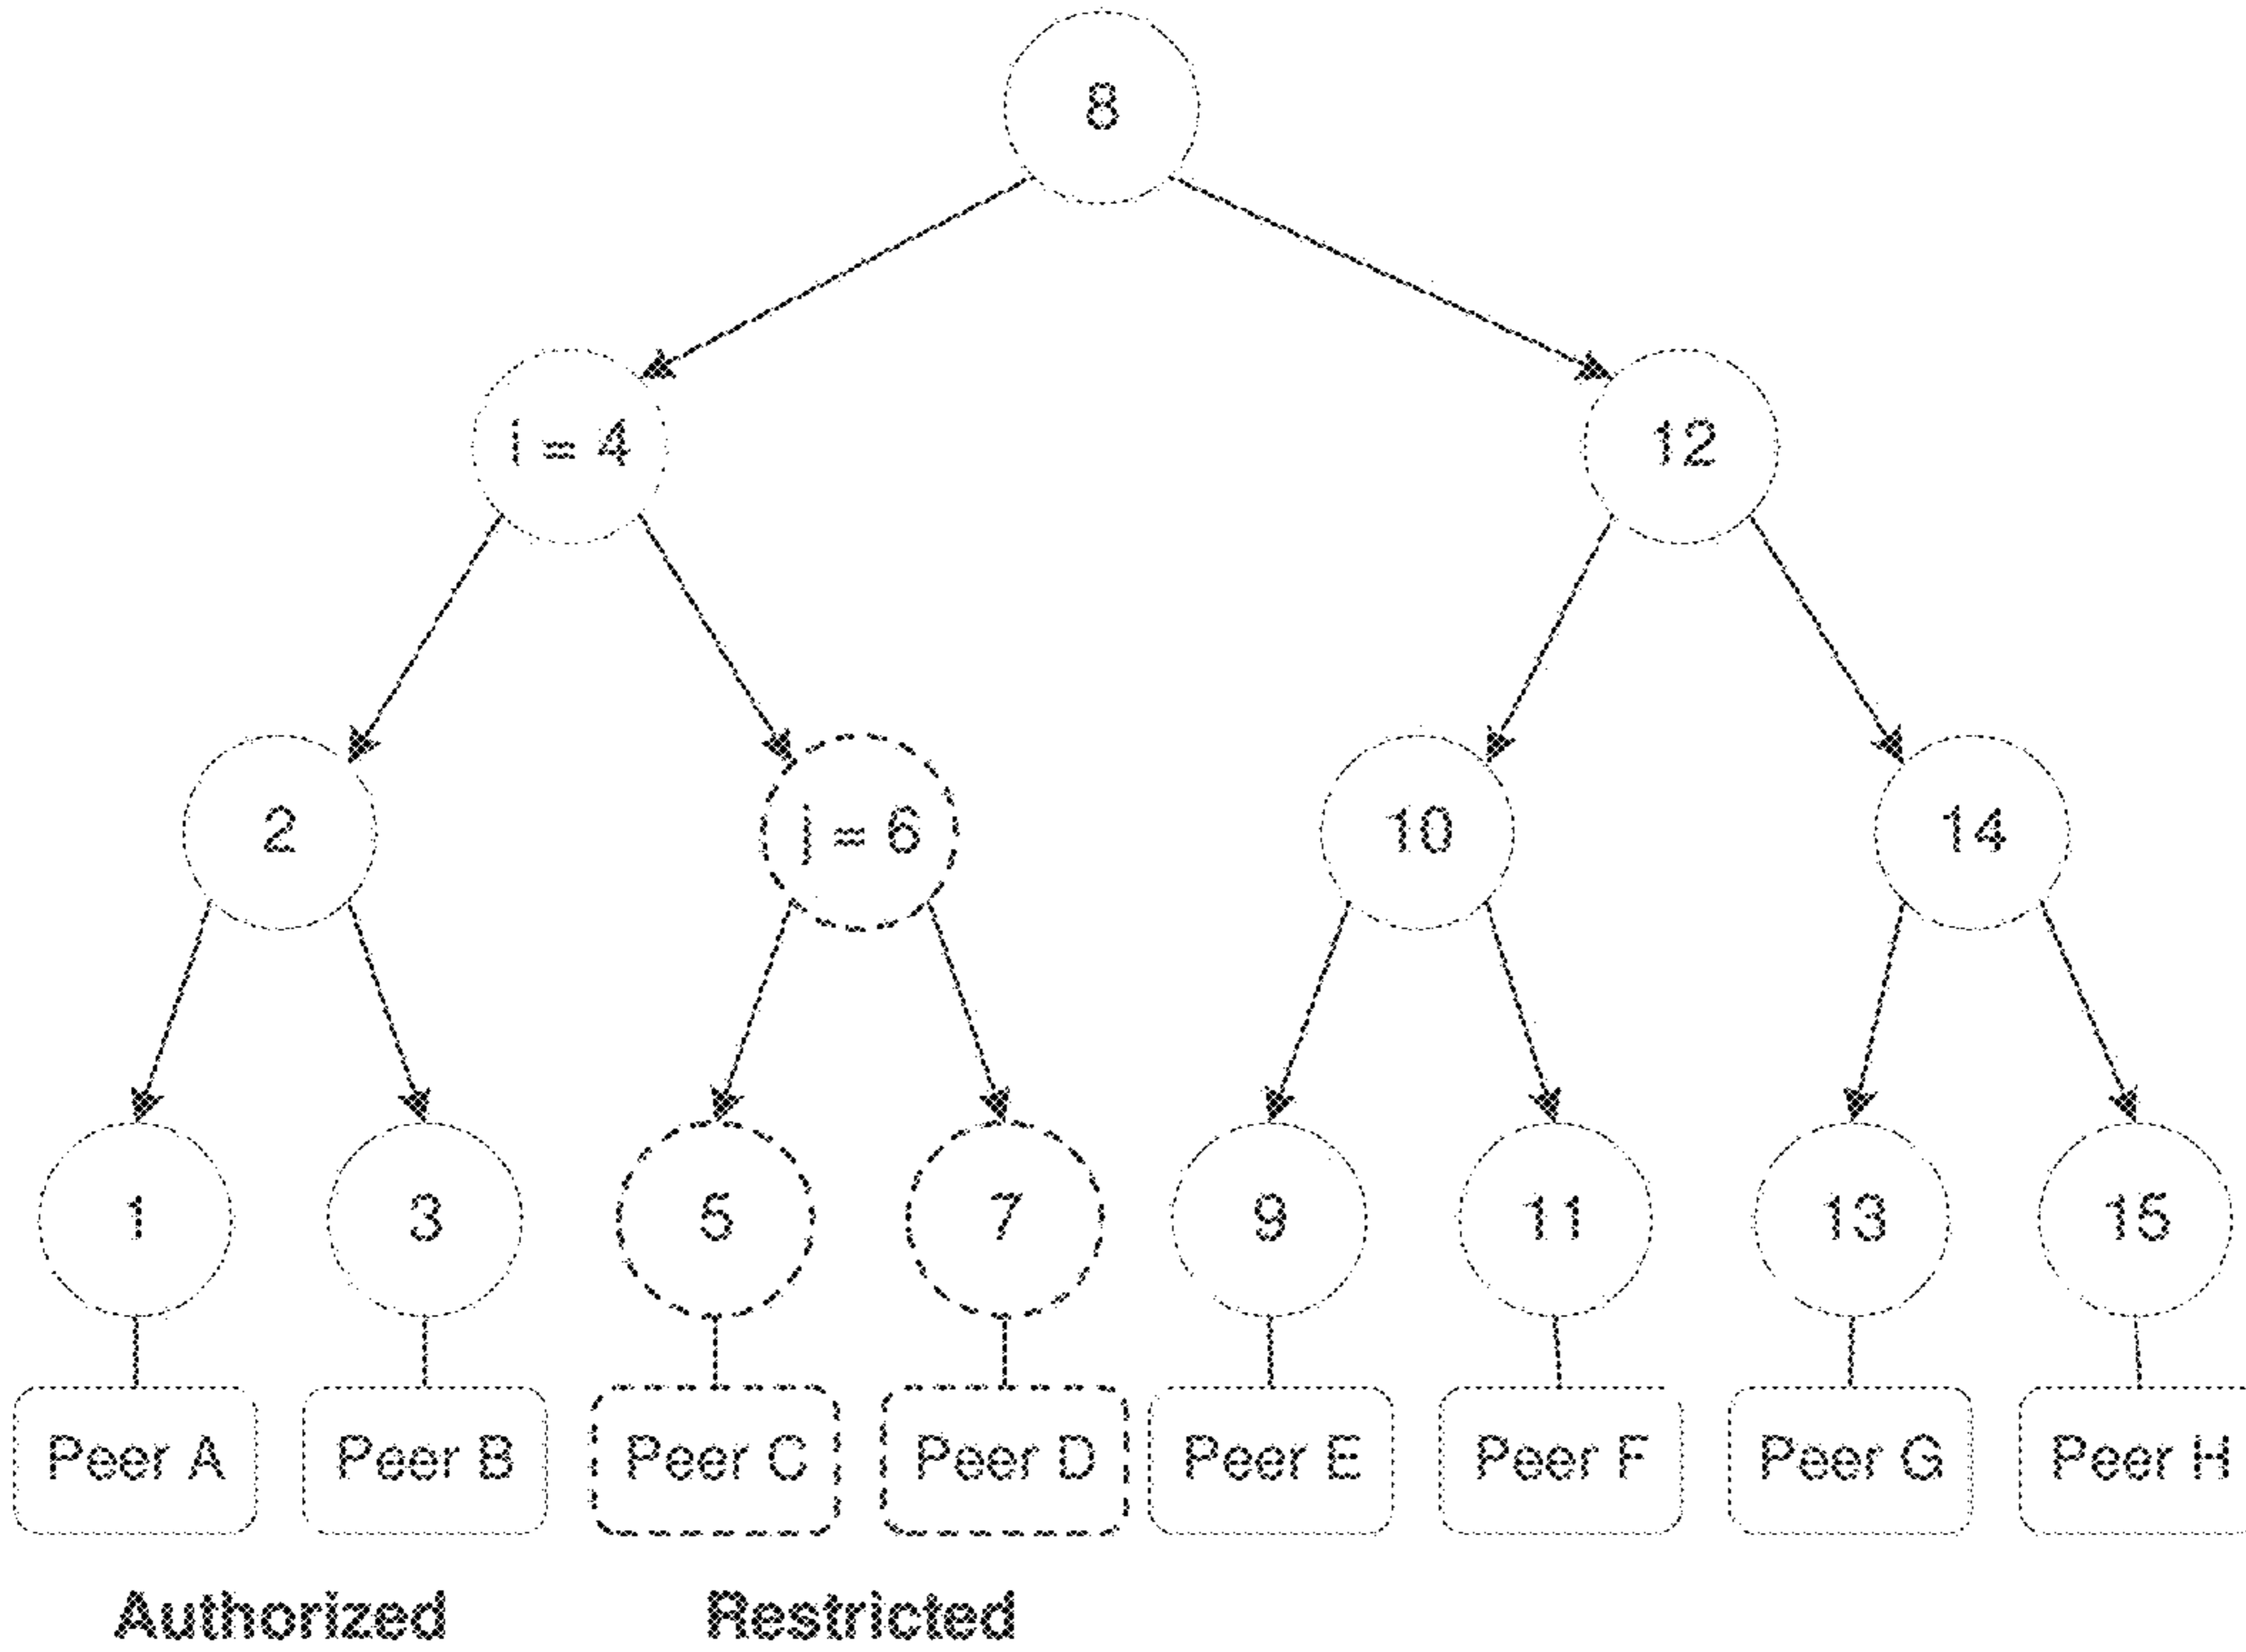 8
I = 4
12
2
j = 6
10
14
1
3
5
7
9
11
13
15
Peer A
Peer B
Peer C
Peer D
Peer E
Peer F
Peer G
Peer H
Authorized
Restricted